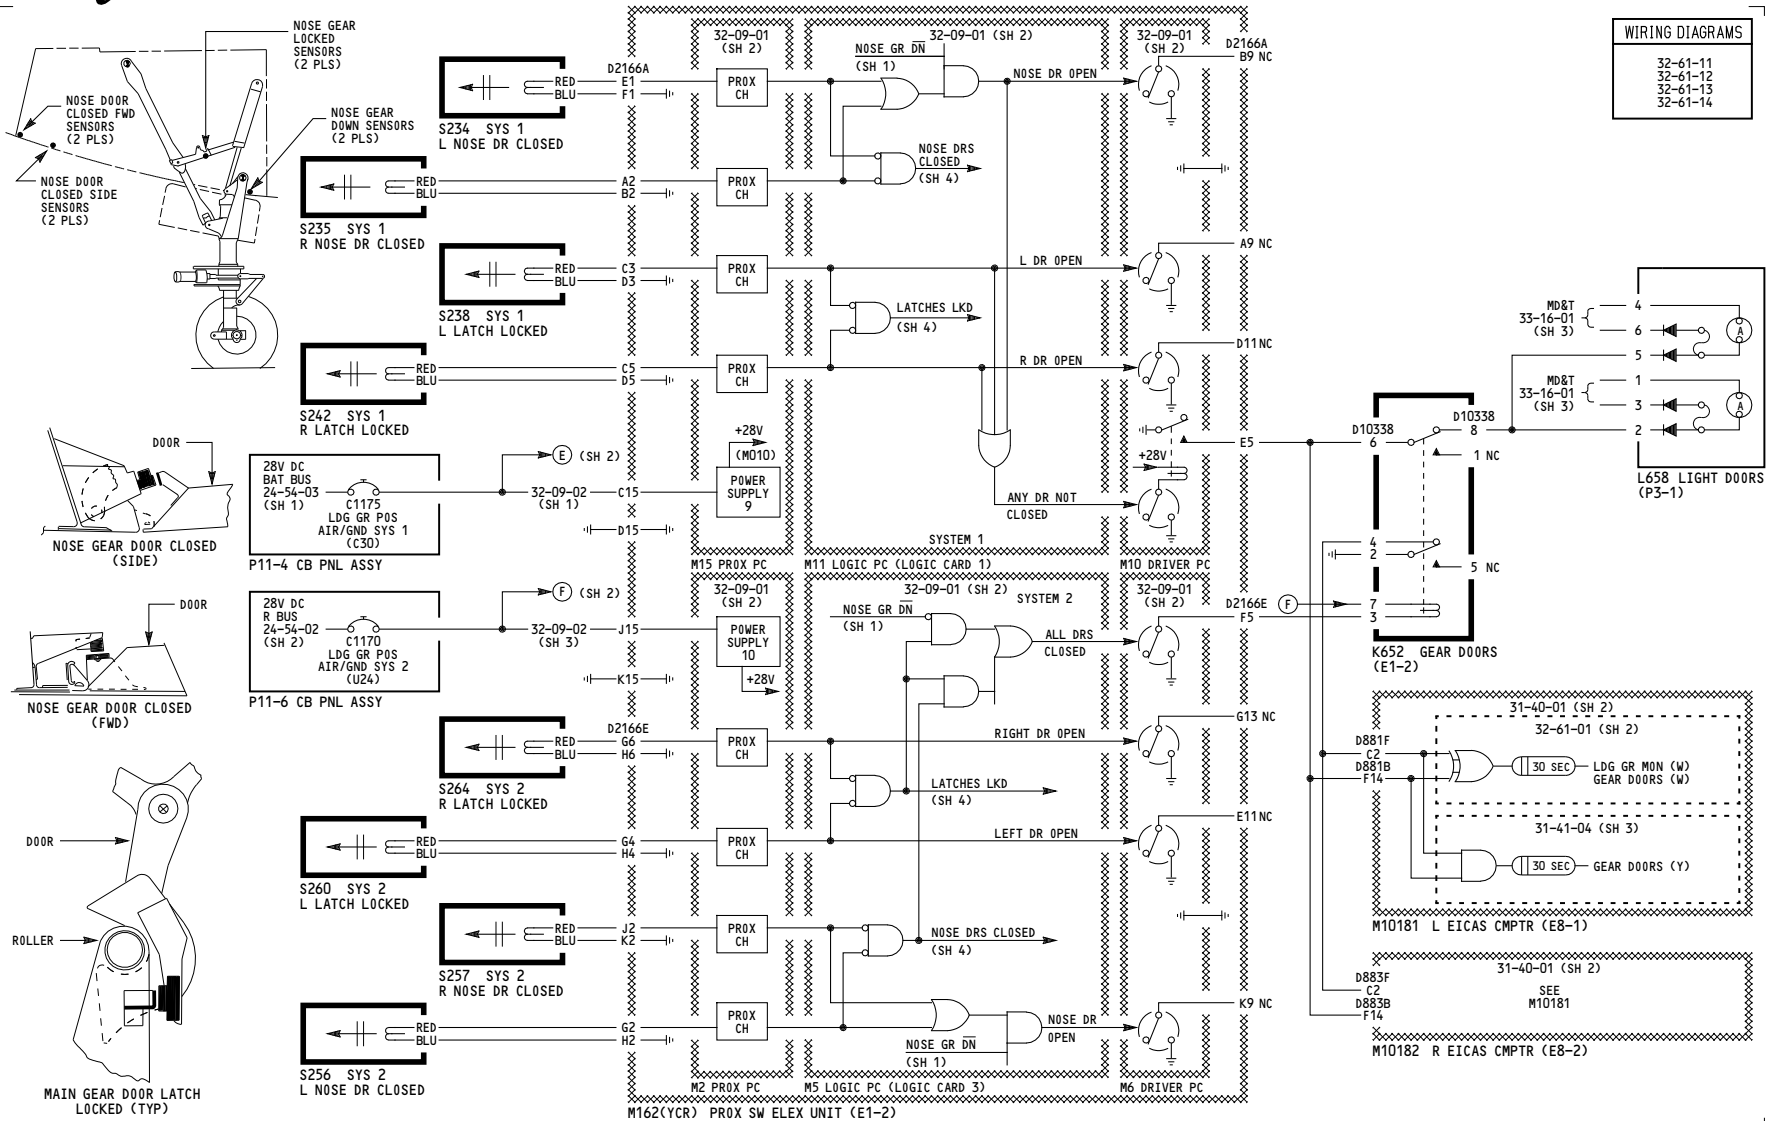 NOSE GEAR
LOCKED
SENSORS
(2 PLS)
NOSE DOOR
CLOSED FWD
SENSORS
(2 PLS)
NOSE GEAR
DOWN SENSORS
(2 PLS)
NOSE DOOR
CLOSED SIDE
SENSORS
(2 PLS)
DOOR
NOSE GEAR DOOR CLOSED
(SIDE)
DOOR
NOSE GEAR DOOR CLOSED
(FWD)
DOOR
ROLLER
MAIN GEAR DOOR LATCH
LOCKED (TYP)
RED
BLU
S234 SYS 1
L NOSE DR CLOSED
RED
BLU
S235 SYS 1
R NOSE DR CLOSED
RED
BLU
S238 SYS 1
L LATCH LOCKED
RED
BLU
S242 SYS 1
R LATCH LOCKED
28V DC
BAT BUS
24-54-03
(SH 1)
C1175
LDG GR POS
AIR/GND SYS 1
(C30)
P11-4 CB PNL ASSY
E (SH 2)
32-09-02
(SH 1)
28V DC
R BUS
24-54-02
(SH 2)
C1170
LDG GR POS
AIR/GND SYS 2
(U24)
P11-6 CB PNL ASSY
F (SH 2)
32-09-02
(SH 3)
RED
BLU
S264 SYS 2
R LATCH LOCKED
RED
BLU
S260 SYS 2
L LATCH LOCKED
RED
BLU
S257 SYS 2
R NOSE DR CLOSED
RED
BLU
S256 SYS 2
L NOSE DR CLOSED
D2166A
E1
F1
A2
B2
C3
D3
C5
D5
C15
D15
J15
K15
D2166E
G6
H6
G4
H4
J2
K2
G2
H2
32-09-01
(SH 2)
PROX
CH
PROX
CH
PROX
CH
PROX
CH
+28V
(M010)
POWER
SUPPLY
9
M15 PROX PC
32-09-01
(SH 2)
POWER
SUPPLY
10
+28V
PROX
CH
PROX
CH
PROX
CH
PROX
CH
M2 PROX PC
32-09-01 (SH 2)
NOSE GR DN
(SH 1)
NOSE DR OPEN
NOSE DRS
CLOSED
(SH 4)
L DR OPEN
LATCHES LKD
(SH 4)
R DR OPEN
ANY DR NOT
CLOSED
SYSTEM 1
M11 LOGIC PC (LOGIC CARD 1)
32-09-01 (SH 2)
SYSTEM 2
NOSE GR DN
(SH 1)
ALL DRS
CLOSED
RIGHT DR OPEN
LATCHES LKD
(SH 4)
LEFT DR OPEN
NOSE DRS CLOSED
(SH 4)
NOSE DR
OPEN
NOSE GR DN
(SH 1)
M5 LOGIC PC (LOGIC CARD 3)
32-09-01
(SH 2)
+28V
M10 DRIVER PC
32-09-01
(SH 2)
M6 DRIVER PC
M162(YCR) PROX SW ELEX UNIT (E1-2)
D2166A
B9 NC
A9 NC
D11 NC
E5
D2166E
F5
G13 NC
E11 NC
K9 NC
F
WIRING DIAGRAMS
32-61-11
32-61-12
32-61-13
32-61-14
MD&T
33-16-01
(SH 3)
4
6
5
A
MD&T
33-16-01
(SH 3)
1
3
2
A
L658 LIGHT DOORS
(P3-1)
D10338
6
D10338
8
1 NC
4
2
5 NC
7
3
K652 GEAR DOORS
(E1-2)
31-40-01 (SH 2)
32-61-01 (SH 2)
D881F
C2
D881B
F14
30 SEC
LDG GR MON (W)
GEAR DOORS (W)
31-41-04 (SH 3)
30 SEC
GEAR DOORS (Y)
M10181 L EICAS CMPTR (E8-1)
31-40-01 (SH 2)
SEE
M10181
D883F
C2
D883B
F14
M10182 R EICAS CMPTR (E8-2)